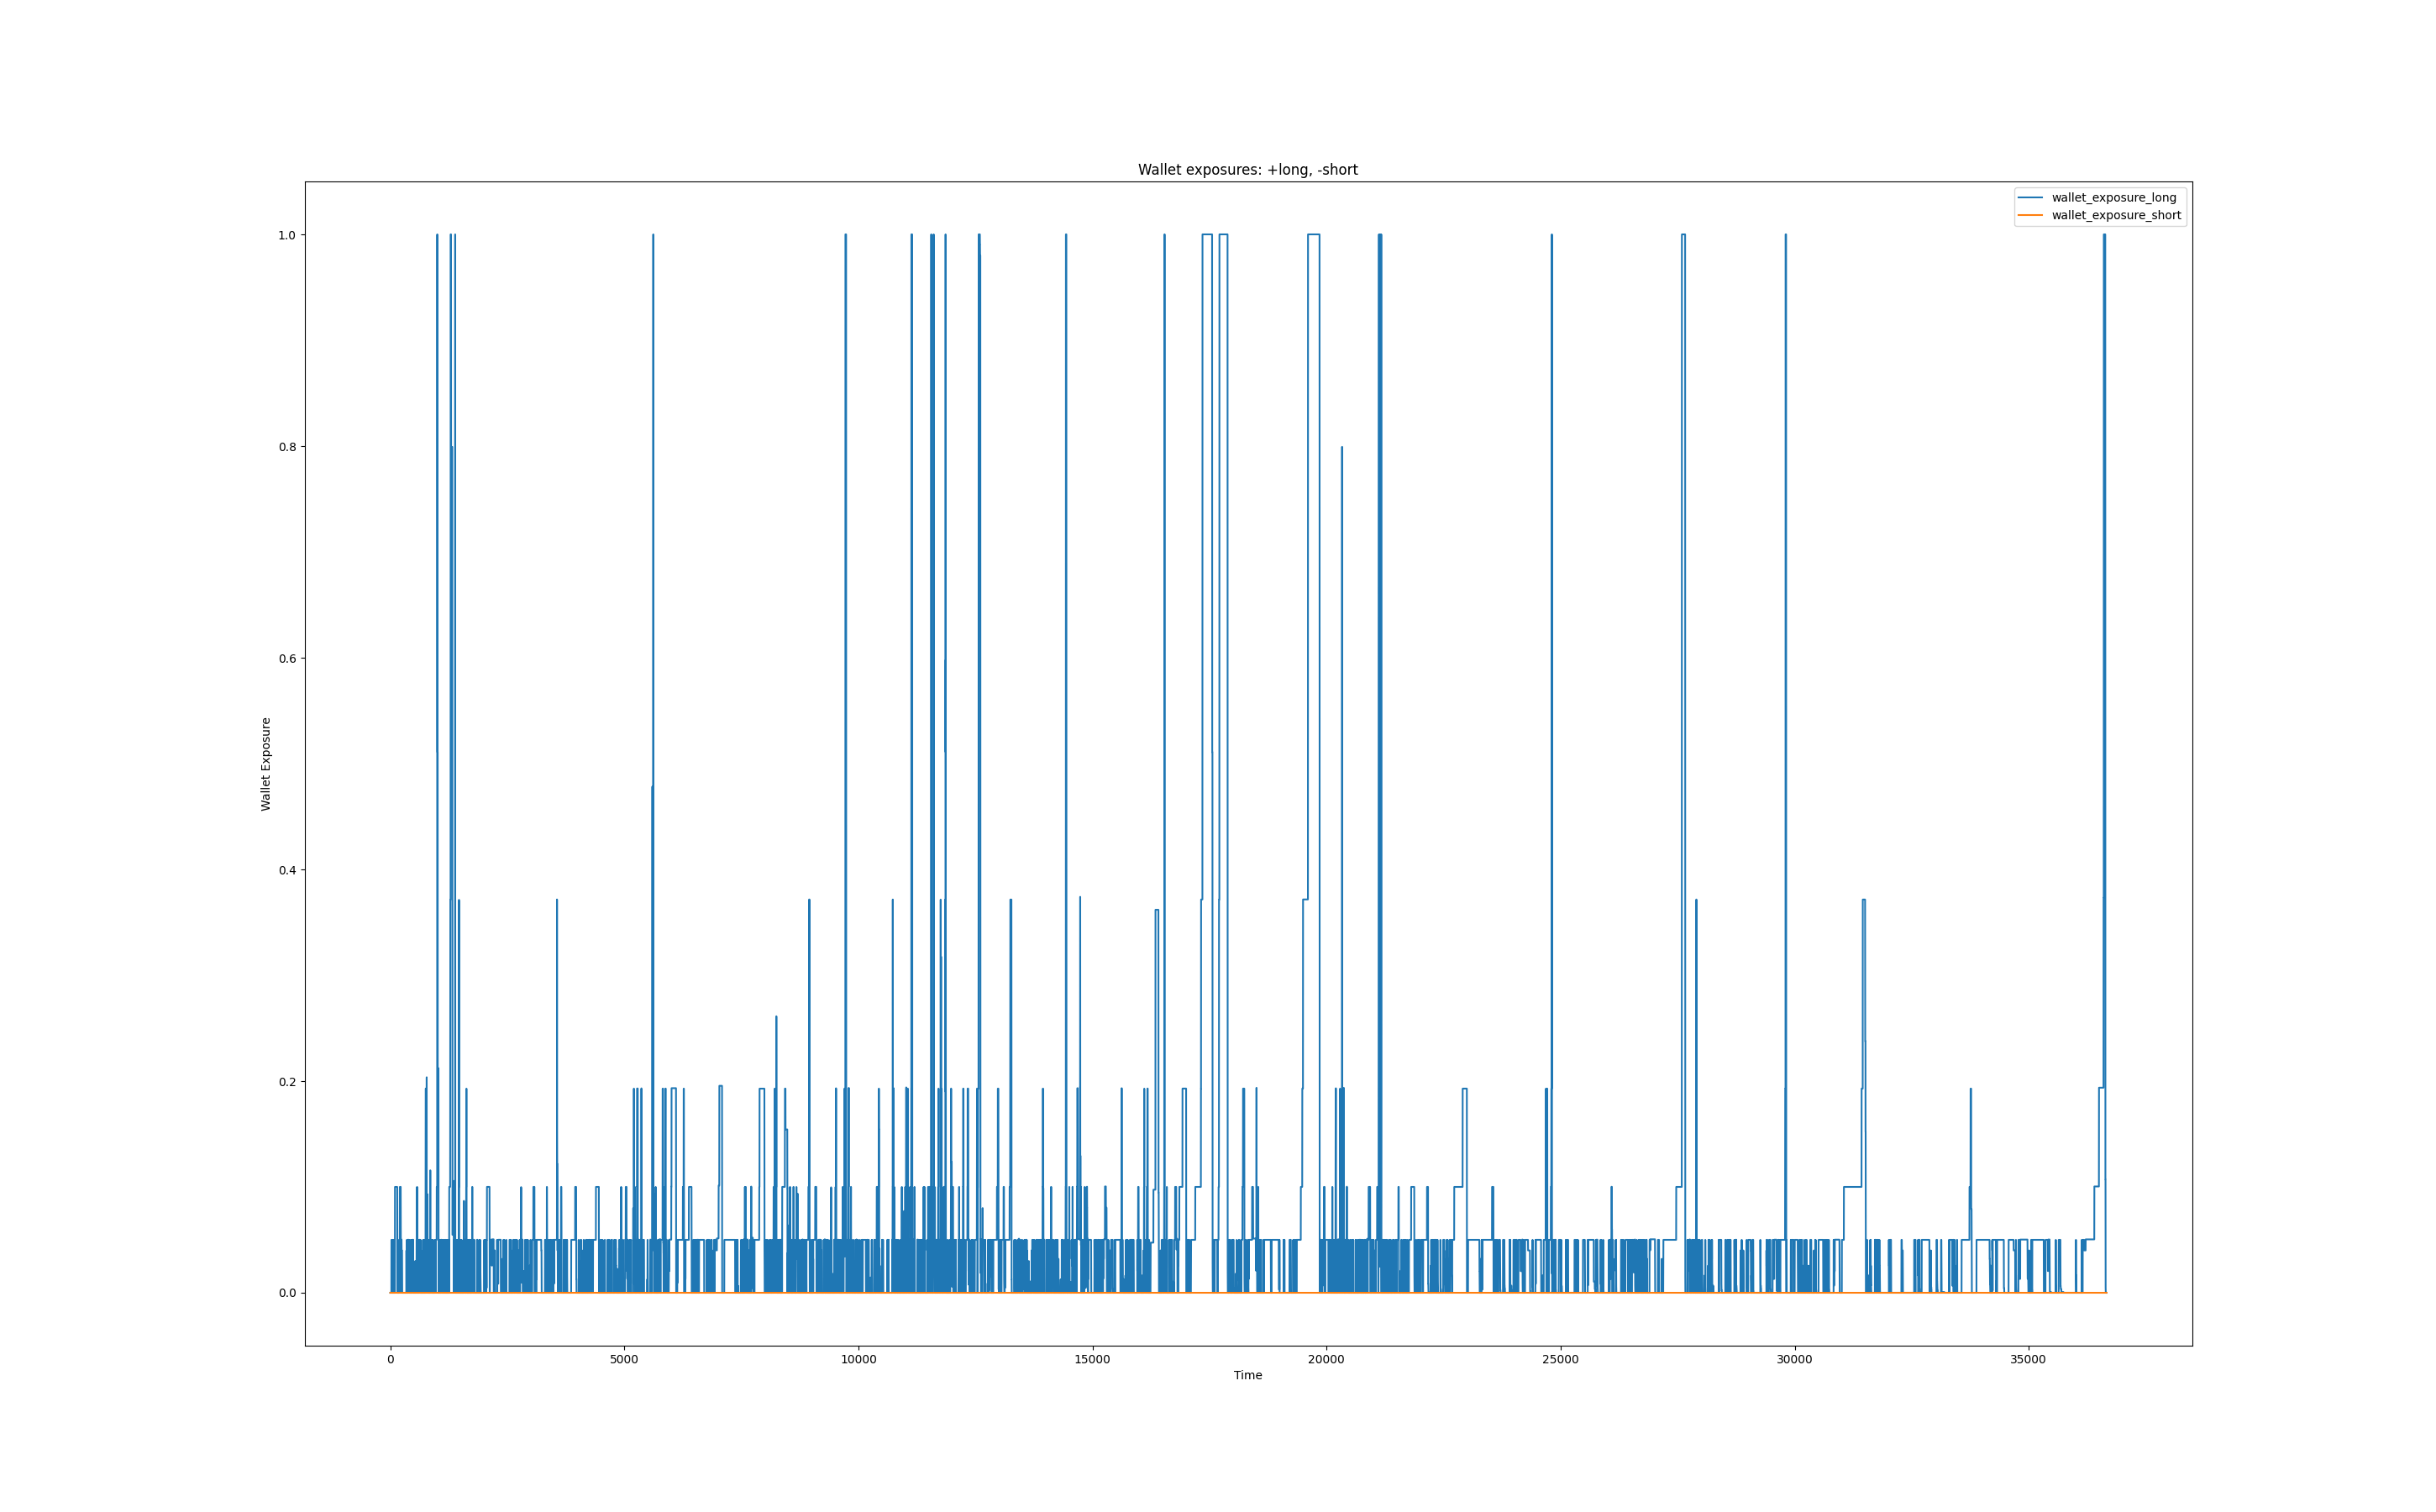 Wallet exposures: +long, -short
wallet_exposure_long
wallet_exposure_short
1.0
0.8
0.6
0.4
0.2
0.0
Wallet Exposure
0 5000 10000 15000 20000 25000 30000 35000
Time